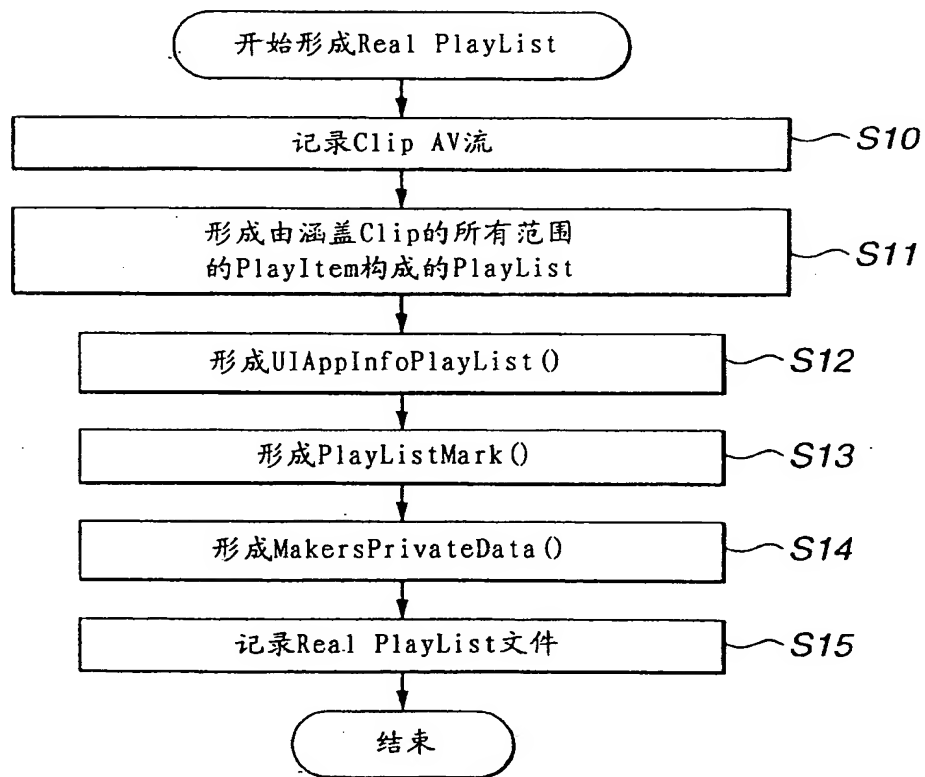 开始形成Real PlayList
记录Clip AV流
S10
形成由涵盖Clip的所有范围
的PlayItem构成的PlayList
S11
形成UIAppInfoPlayList()
S12
形成PlayListMark()
S13
形成MakersPrivateData()
S14
记录Real PlayList文件
S15
结束